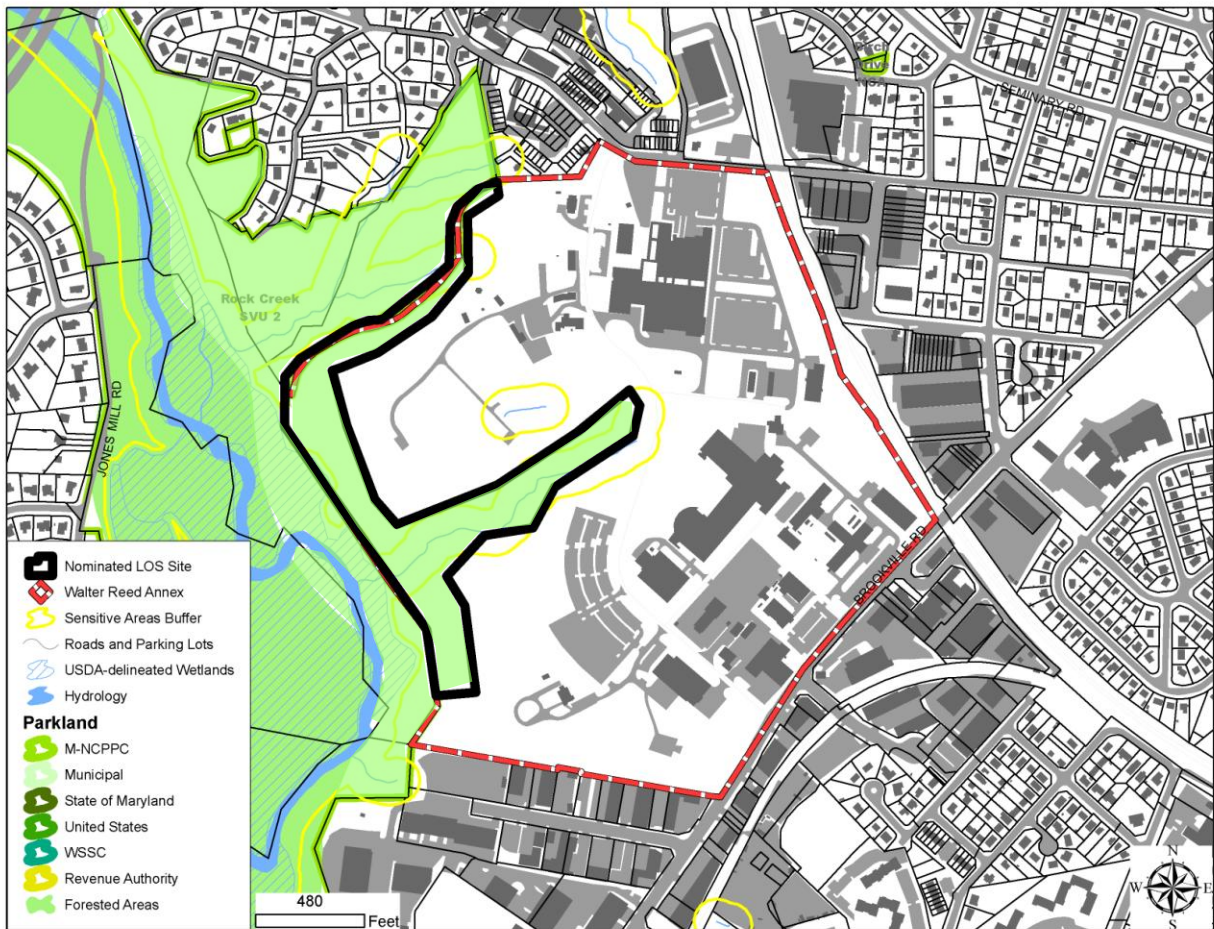 Birch
Drive
SEMINARY RD
Rock Creek
SVU 2
JONES MILL RD
BROOKVILLE RD
Nominated LOS Site
Walter Reed Annex
Sensitive Areas Buffer
Roads and Parking Lots
USDA-delineated Wetlands
Hydrology
Parkland
M-NCPPC
Municipal
State of Maryland
United States
WSSC
Revenue Authority
Forested Areas
480
Feet
N
W
E
S